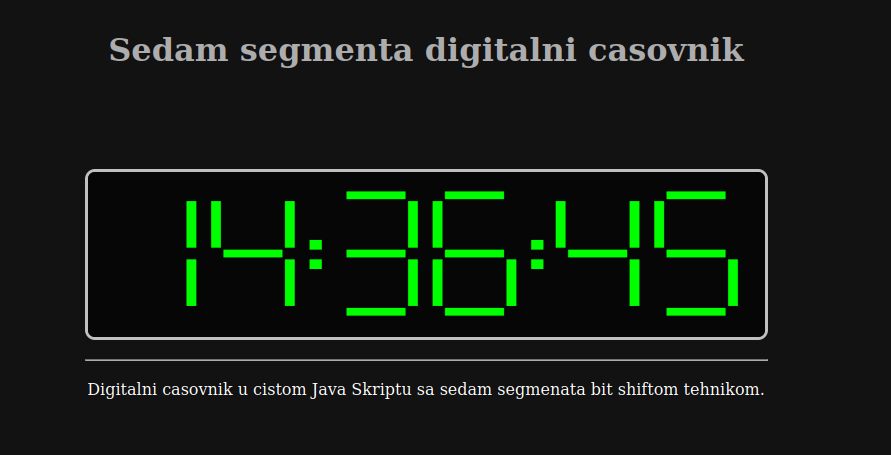 Sedam segmenta digitalni casovnik
14:36:45
Digitalni casovnik u cistom Java Skriptu sa sedam segmenata bit shiftom tehnikom.